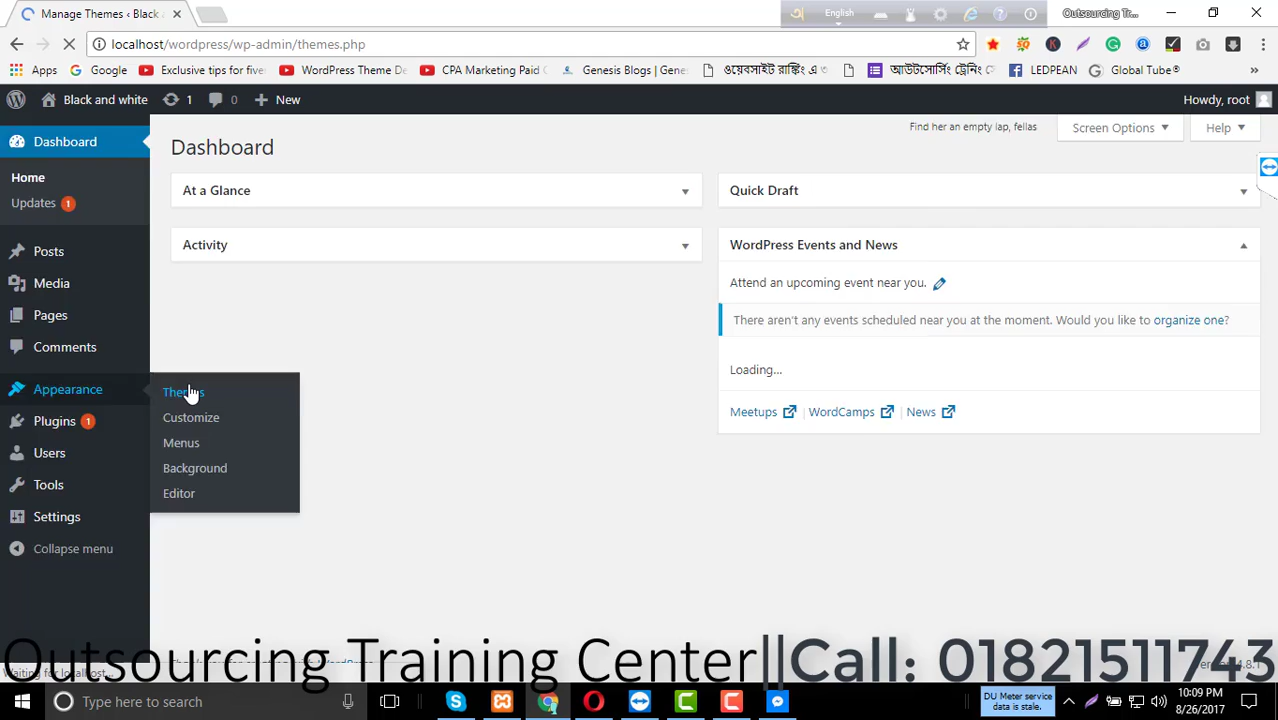 Manage Themes ‹ Black
English
Outsourcing Tr...
localhost/wordpress/wp-admin/themes.php
Apps
Google
Exlusive tips for five
WordPress Theme De
CPA Marketing Paid C
Genesis Blogs | Gene
ওয়েবসাইট রাঙ্কিং এ ও
আউটসোর্সিং ট্রেনিং
LEDPEAN
Global Tube®
»
Black and white
1
0
New
Howdy, root
Dashboard
Find her an empty lap, fellas
Screen Options
Help
Dashboard
Home
Updates 1
Posts
Media
Pages
Comments
Appearance
Plugins 1
Users
Tools
Settings
Collapse menu
Themes
Customize
Menus
Background
Editor
At a Glance
Activity
Quick Draft
WordPress Events and News
Attend an upcoming event near you.
There aren't any events scheduled near you at the moment. Would you like to organize one?
Loading...
Meetups | WordCamps | News
Outsourcing Training Center||Call: 01821511743
Waiting for localhost...
Type here to search
DU Meter service
data is stale.
10:09 PM
8/26/2017